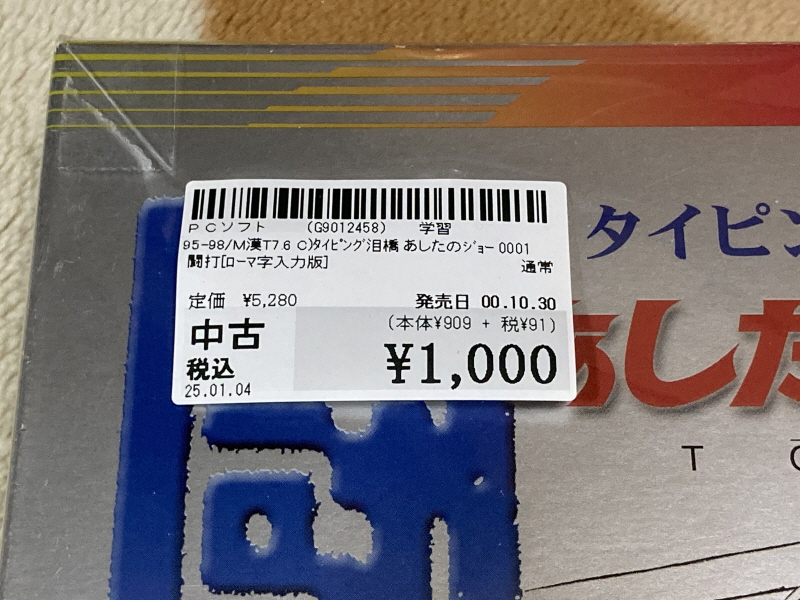 PCソフト (G9012458) 学習
95-98/M漢T7.6 C)タイピング泪橋 あしたのジョー 0001
闘打[ローマ字入力版]
通常
定価 ¥5,280
発売日 00.10.30
中古
(本体¥909 + 税¥91)
税込
¥1,000
25.01.04
タイピン
あした
T O